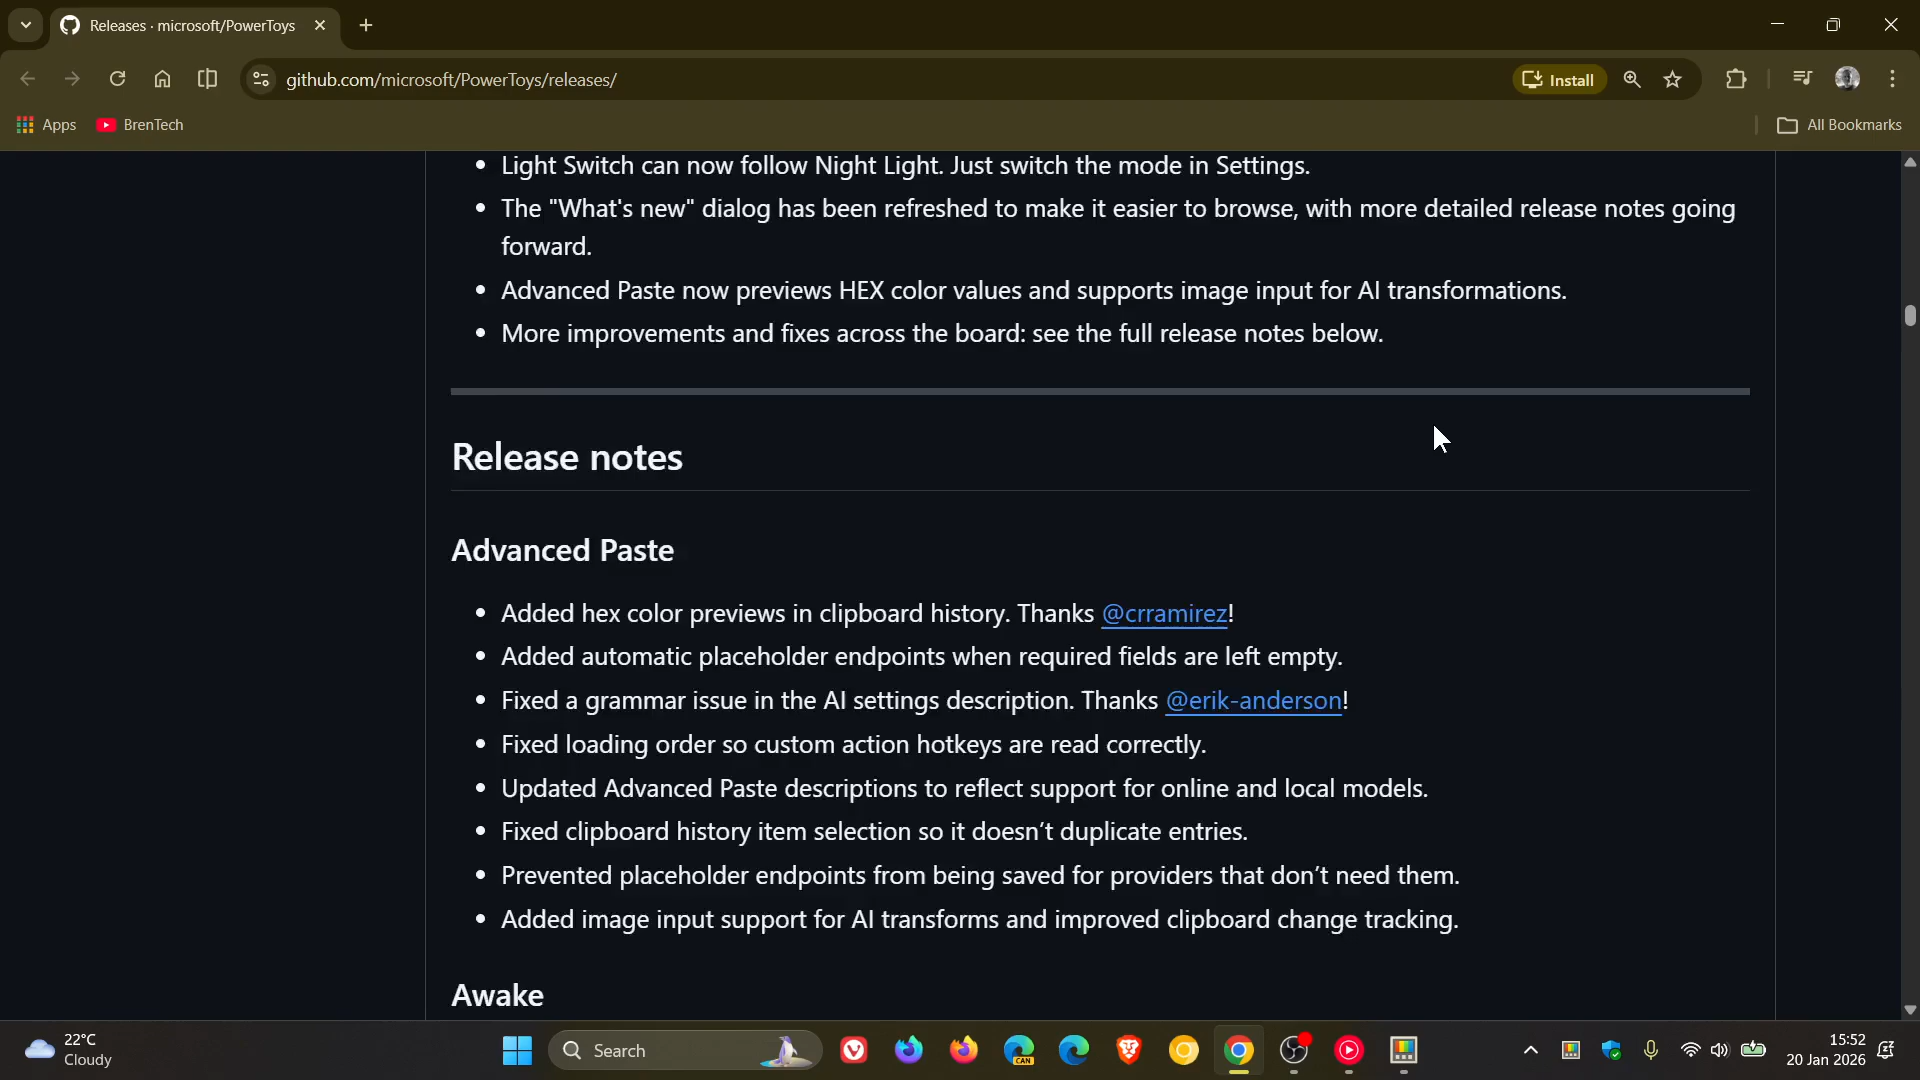 Releases · microsoft/PowerToys
github.com/microsoft/PowerToys/releases/
Install
Apps
BrenTech
All Bookmarks
• Light Switch can now follow Night Light. Just switch the mode in Settings.
• The "What's new" dialog has been refreshed to make it easier to browse, with more detailed release notes going
forward.
• Advanced Paste now previews HEX color values and supports image input for AI transformations.
• More improvements and fixes across the board: see the full release notes below.
Release notes
Advanced Paste
• Added hex color previews in clipboard history. Thanks @crramirez!
• Added automatic placeholder endpoints when required fields are left empty.
• Fixed a grammar issue in the AI settings description. Thanks @erik-anderson!
• Fixed loading order so custom action hotkeys are read correctly.
• Updated Advanced Paste descriptions to reflect support for online and local models.
• Fixed clipboard history item selection so it doesn’t duplicate entries.
• Prevented placeholder endpoints from being saved for providers that don’t need them.
• Added image input support for AI transforms and improved clipboard change tracking.
Awake
22°C
Cloudy
Search
CAN
15:52
20 Jan 2026